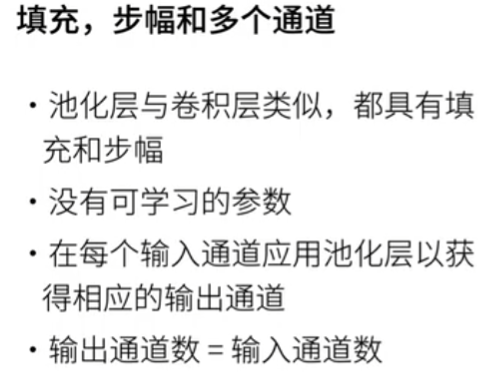 填充，步幅和多个通道
・池化层与卷积层类似，都具有填
充和步幅
・没有可学习的参数
・在每个输入通道应用池化层以获
得相应的输出通道
・输出通道数 = 输入通道数